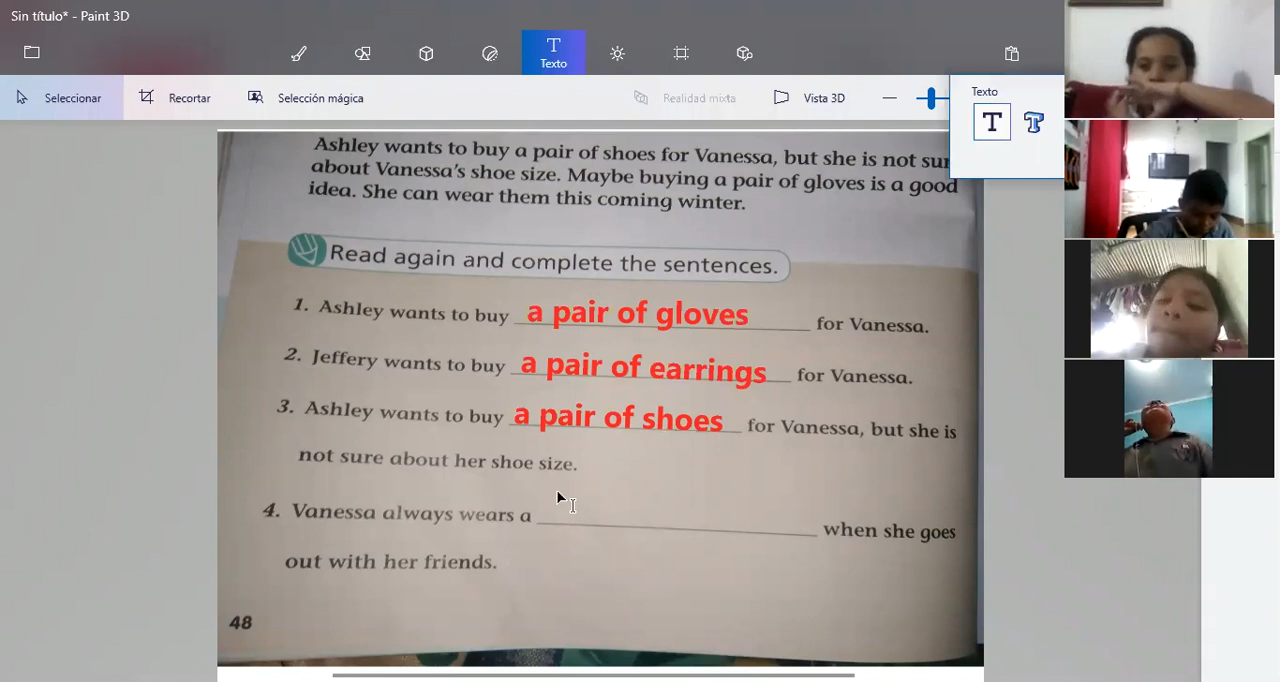 Sin título* - Paint 3D
Texto
Seleccionar
Recortar
Selección mágica
Realidad mixta
Vista 3D
Texto
Ashley wants to buy a pair of shoes for Vanessa, but she is not
about Vanessa's shoe size. Maybe buying a pair of gloves is a good
idea. She can wear them this coming winter.
Read again and complete the sentences.
1. Ashley wants to buy a pair of gloves for Vanessa.
2. Jeffery wants to buy a pair of earrings for Vanessa.
3. Ashley wants to buy a pair of shoes for Vanessa, but she is
not sure about her shoe size.
4. Vanessa always wears a ____ when she goes
out with her friends.
48